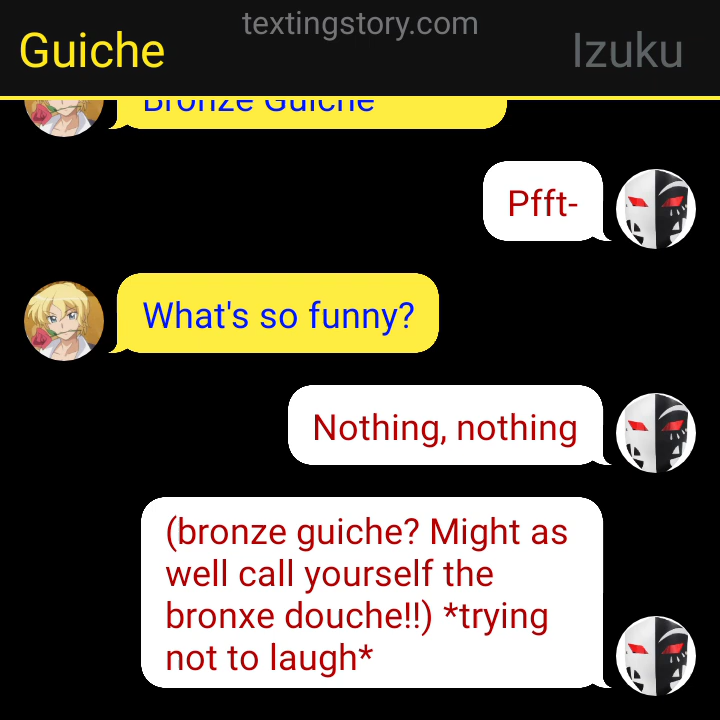 textingstory.com
Guiche
Izuku
Bronze Guiche
Pfft-
What's so funny?
Nothing, nothing
(bronze guiche? Might as
well call yourself the
bronxe douche!!) *trying
not to laugh*